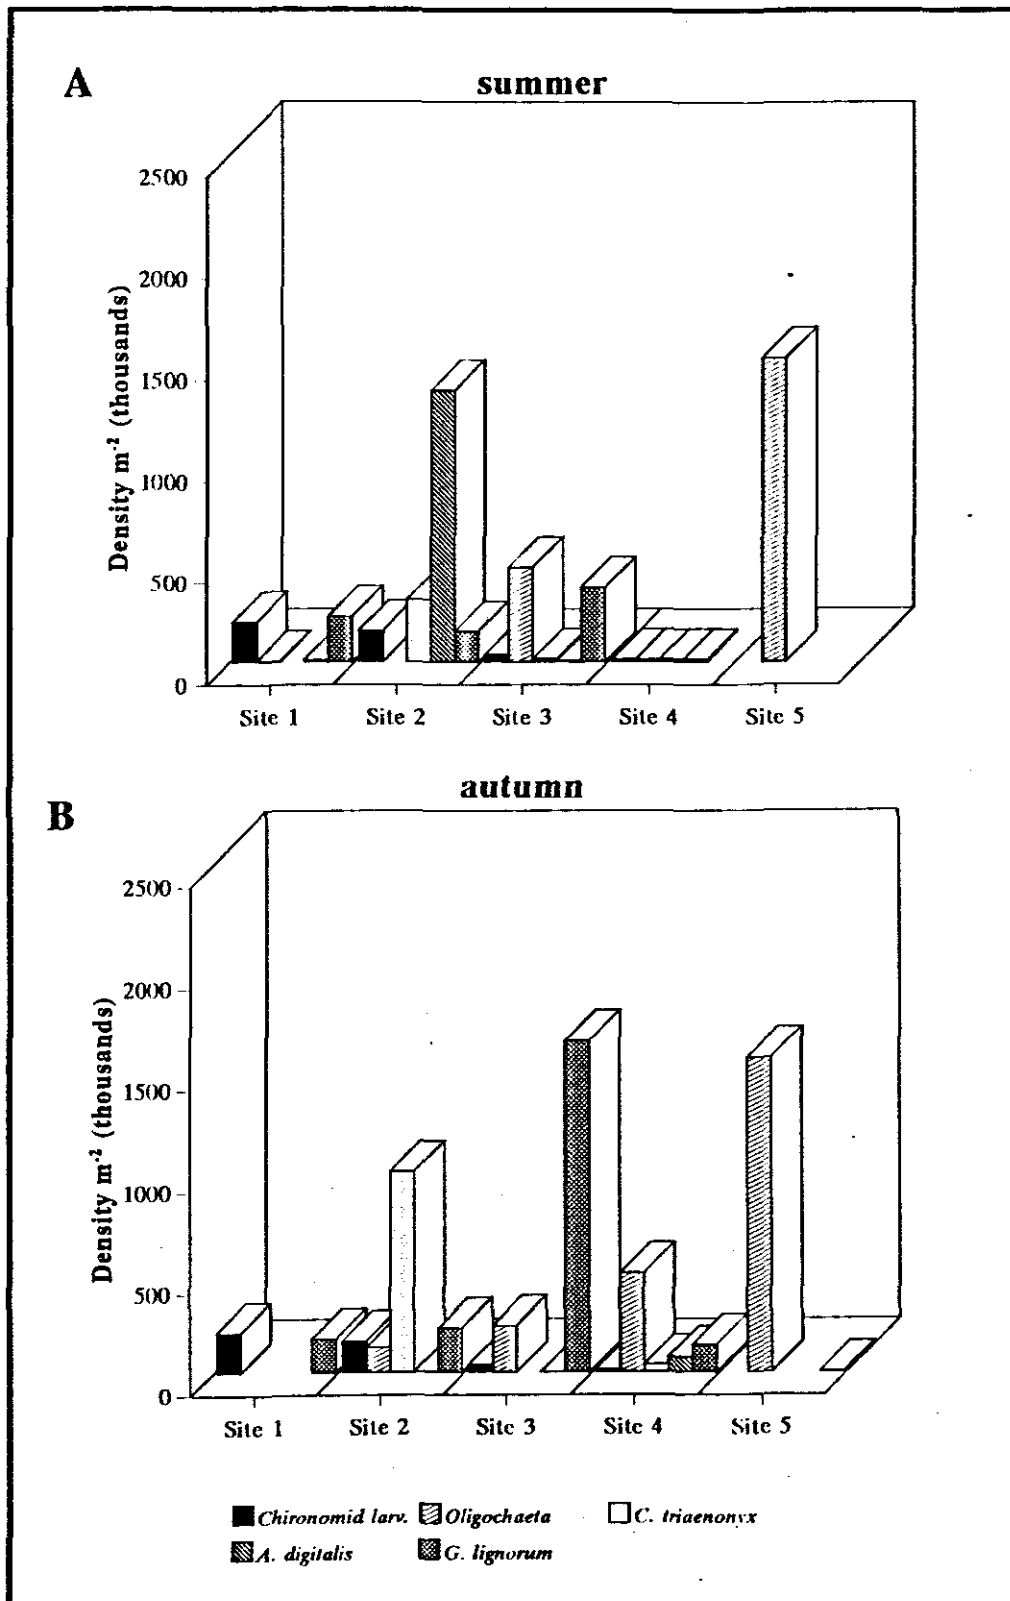 A
summer
2500
2000
1500
1000
500
0
Density m⁻² (thousands)
Site 1 Site 2 Site 3 Site 4 Site 5
B
autumn
2500
2000
1500
1000
500
0
Density m⁻² (thousands)
Site 1 Site 2 Site 3 Site 4 Site 5
Chironomid larv. Oligochaeta C. triaenonyx
A. digitalis G. lignorum